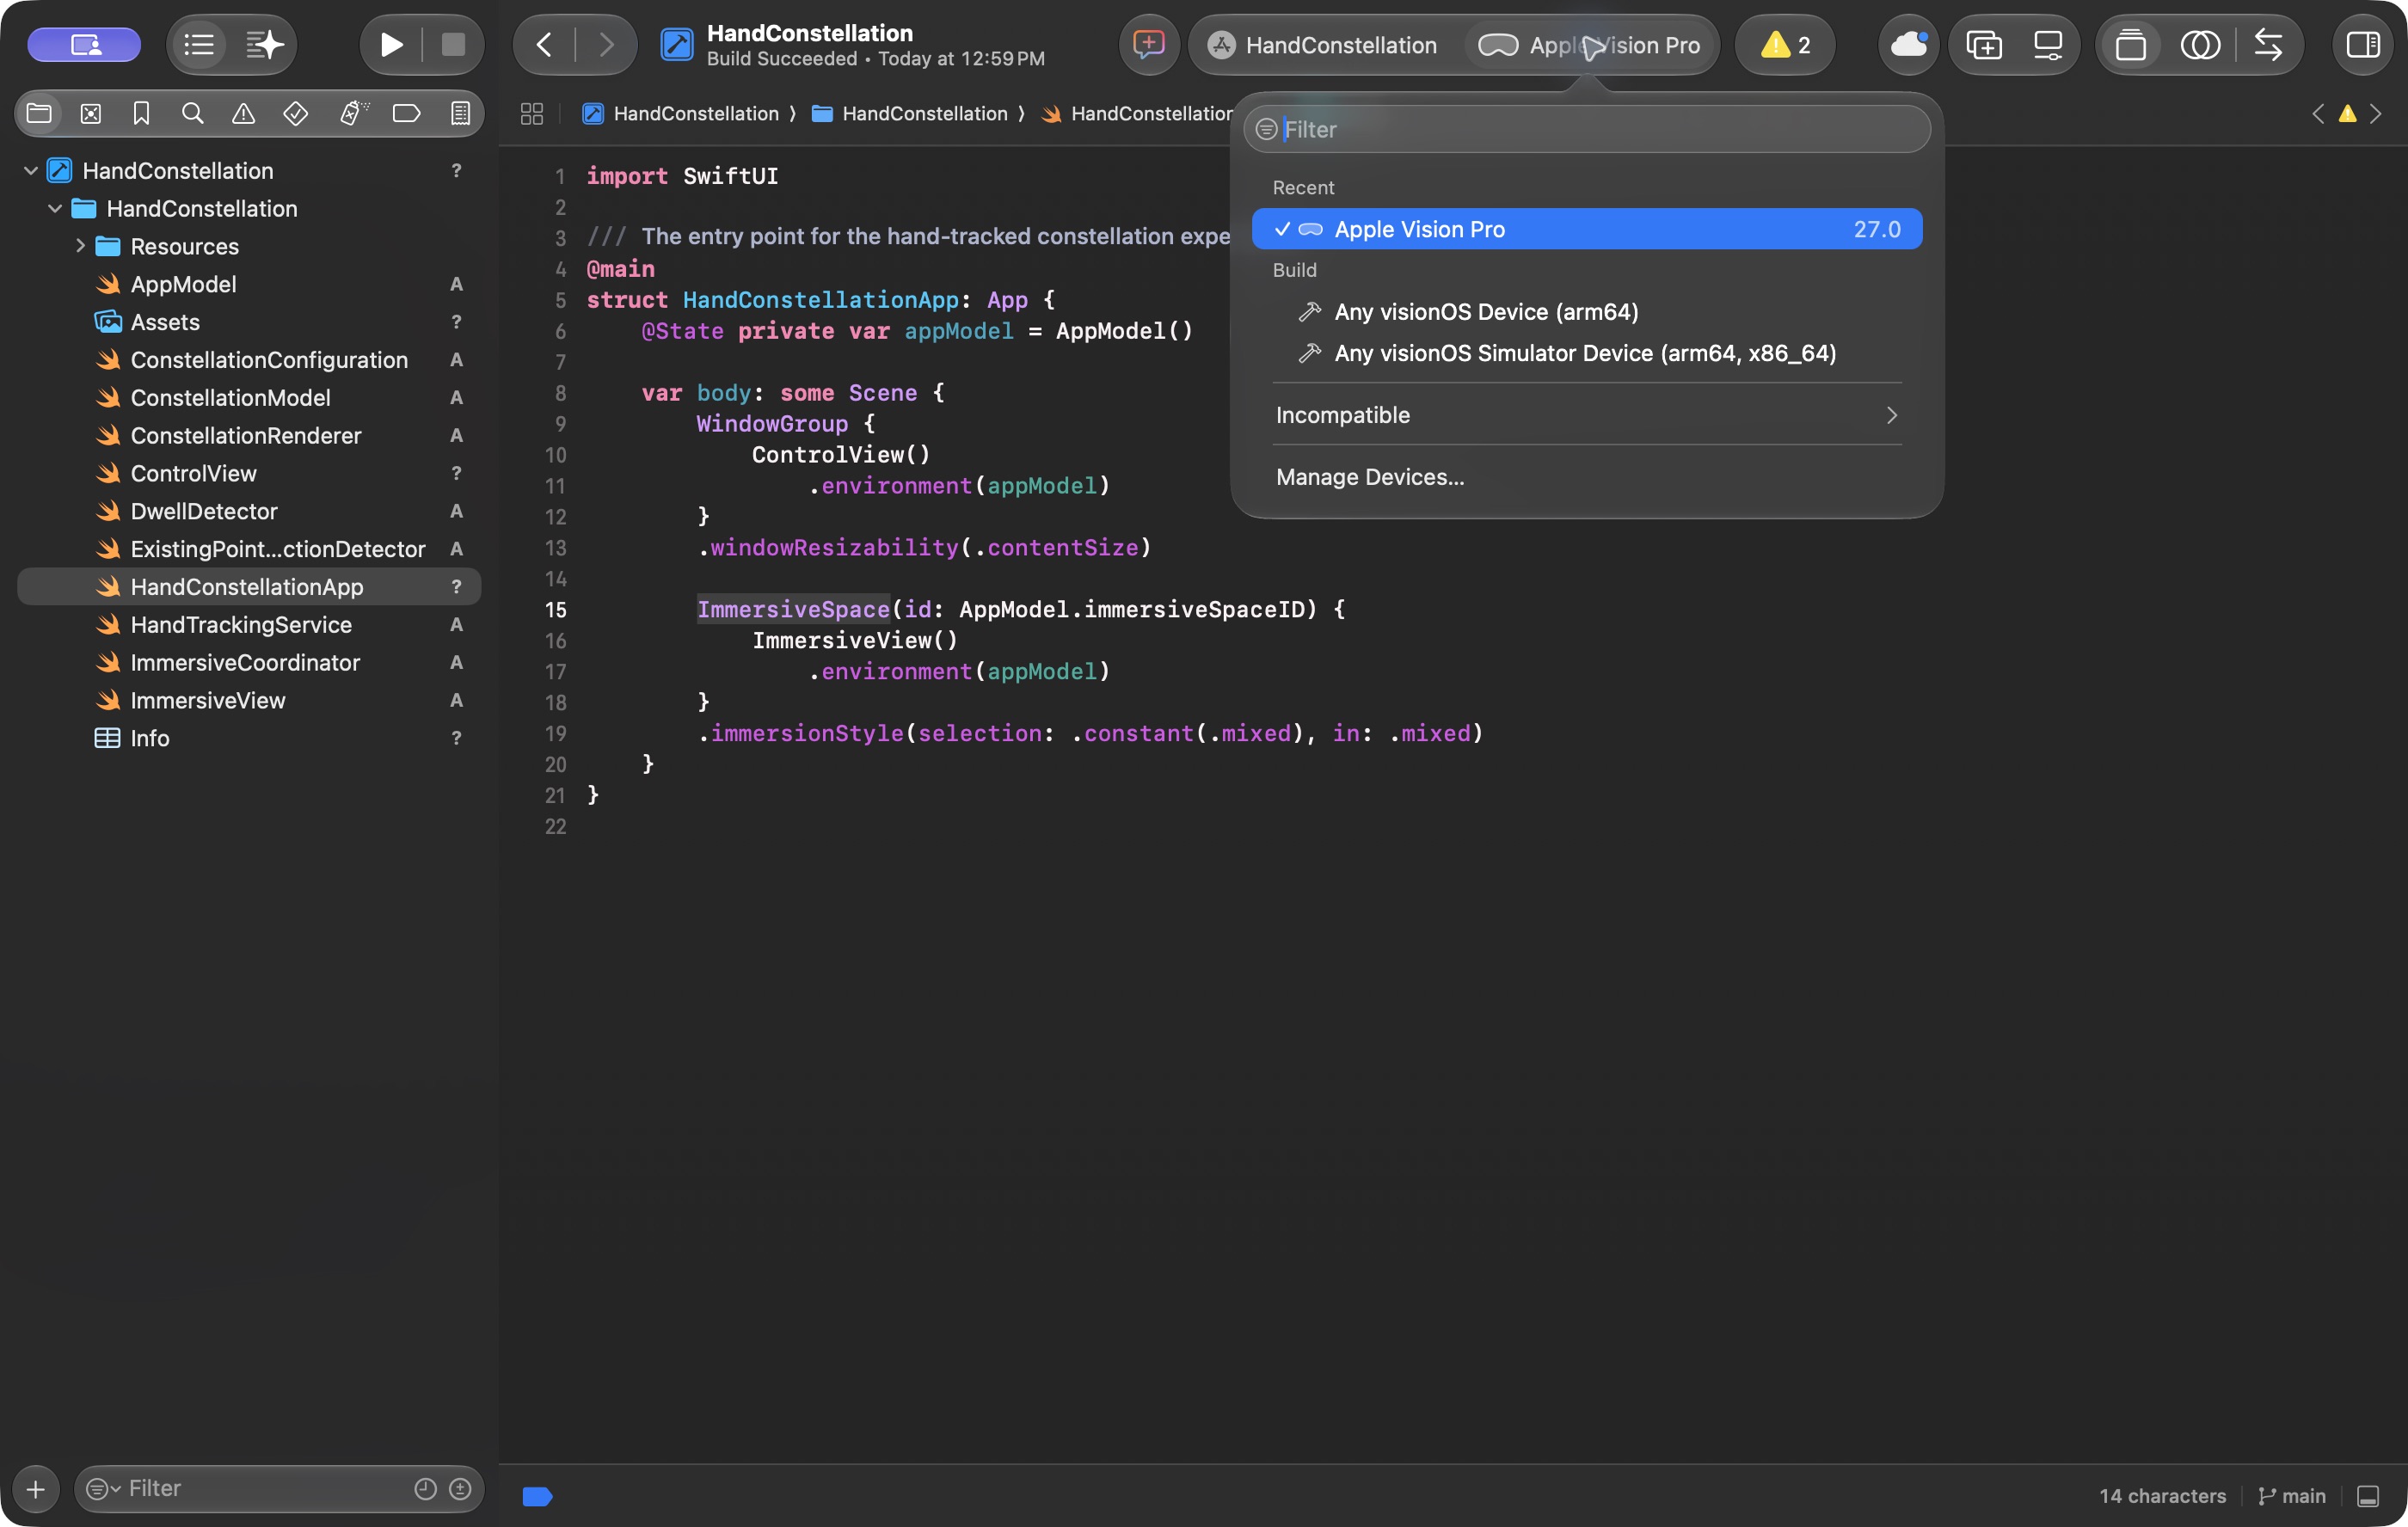 HandConstellation
Build Succeeded • Today at 12:59 PM
HandConstellation
Apple Vision Pro
2
HandConstellation
HandConstellation
Resources
AppModel A
Assets ?
ConstellationConfiguration A
ConstellationModel A
ConstellationRenderer A
ControlView ?
DwellDetector A
ExistingPoint...ctionDetector A
HandConstellationApp ?
HandTrackingService A
ImmersiveCoordinator A
ImmersiveView A
Info ?
Filter
HandConstellation 〉 HandConstellation 〉 HandConstellation
1 import SwiftUI
2
3 /// The entry point for the hand-tracked constellation expe
4 @main
5 struct HandConstellationApp: App {
6 @State private var appModel = AppModel()
7
8 var body: some Scene {
9 WindowGroup {
10 ControlView()
11 .environment(appModel)
12 }
13 .windowResizability(.contentSize)
14
15 ImmersiveSpace(id: AppModel.immersiveSpaceID) {
16 ImmersiveView()
17 .environment(appModel)
18 }
19 .immersionStyle(selection: .constant(.mixed), in: .mixed)
20 }
21 }
22
Filter
Recent
✓ Apple Vision Pro 27.0
Build
Any visionOS Device (arm64)
Any visionOS Simulator Device (arm64, x86_64)
Incompatible
Manage Devices...
14 characters
main